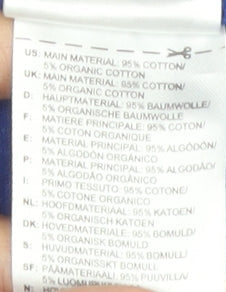 US: MAIN MATERIAL: 95% COTTON/
5% ORGANIC COTTON
UK: MAIN MATERIAL: 95% COTTON/
5% ORGANIC COTTON
D: HAUPTMATERIAL: 95% BAUMWOLLE/
5% ORGANISCHE BAUMWOLLE
F: MATIERE PRINCIPALE: 95% COTON/
5% COTON ORGANIQUE
E: MATERIAL PRINCIPAL: 95% ALGODÓN/
5% ALGODÓN ORGÁNICO
P: MATERIAL PRINCIPAL: 95% ALGODÃO/
5% ALGODÃO ORGÂNICO
I: PRIMO TESSUTO: 95% COTONE/
5% COTONE ORGANICO
NL: HOOFDMATERIAAL: 95% KATOEN/
5% ORGANISCH KATOEN
DK: HOVEDMATERIALE: 95% BOMULD/
5% ORGANISK BOMULD
S: HUVUDMATERIAL: 95% BOMULL/
5% ORGANISSKT BOMULL
SF: PÄÄMATERIAALI: 95% PUUVILLA/
5% LUOMU
N: